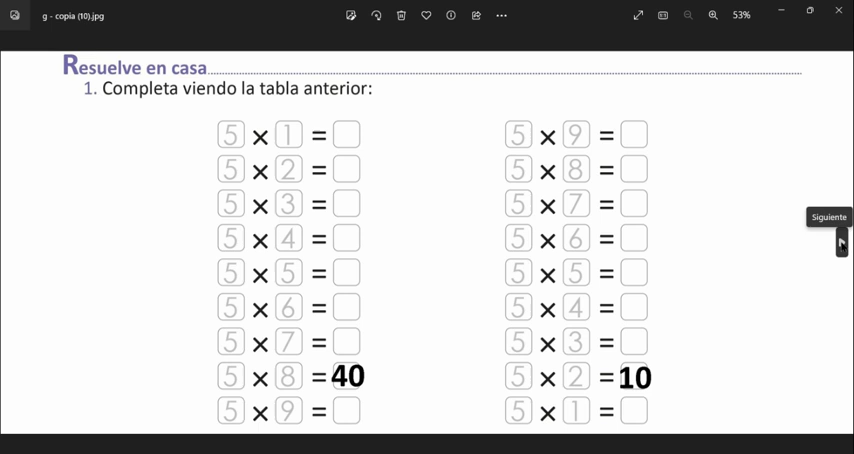 g - copia (10).jpg
53%
Resuelve en casa
1. Completa viendo la tabla anterior:
5 × 1 =
5 × 2 =
5 × 3 =
5 × 4 =
5 × 5 =
5 × 6 =
5 × 7 =
5 × 8 = 40
5 × 9 =
5 × 9 =
5 × 8 =
5 × 7 =
5 × 6 =
5 × 5 =
5 × 4 =
5 × 3 =
5 × 2 = 10
5 × 1 =
Siguiente